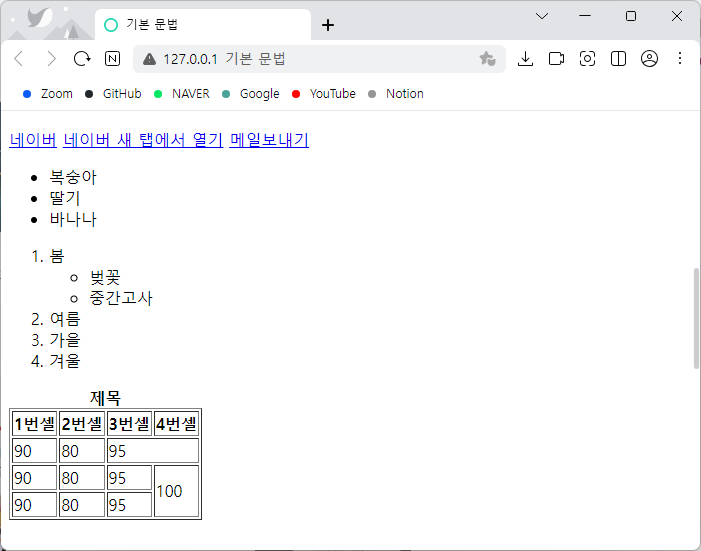 기본 문법
127.0.0.1 기본 문법
Zoom GitHub NAVER Google YouTube Notion
네이버 네이버 새 탭에서 열기 메일보내기
복숭아
딸기
바나나
1. 봄
벚꽃
중간고사
2. 여름
3. 가을
4. 겨울
제목
1번셀 2번셀 3번셀 4번셀
90 80 95
90 80 95 100
90 80 95